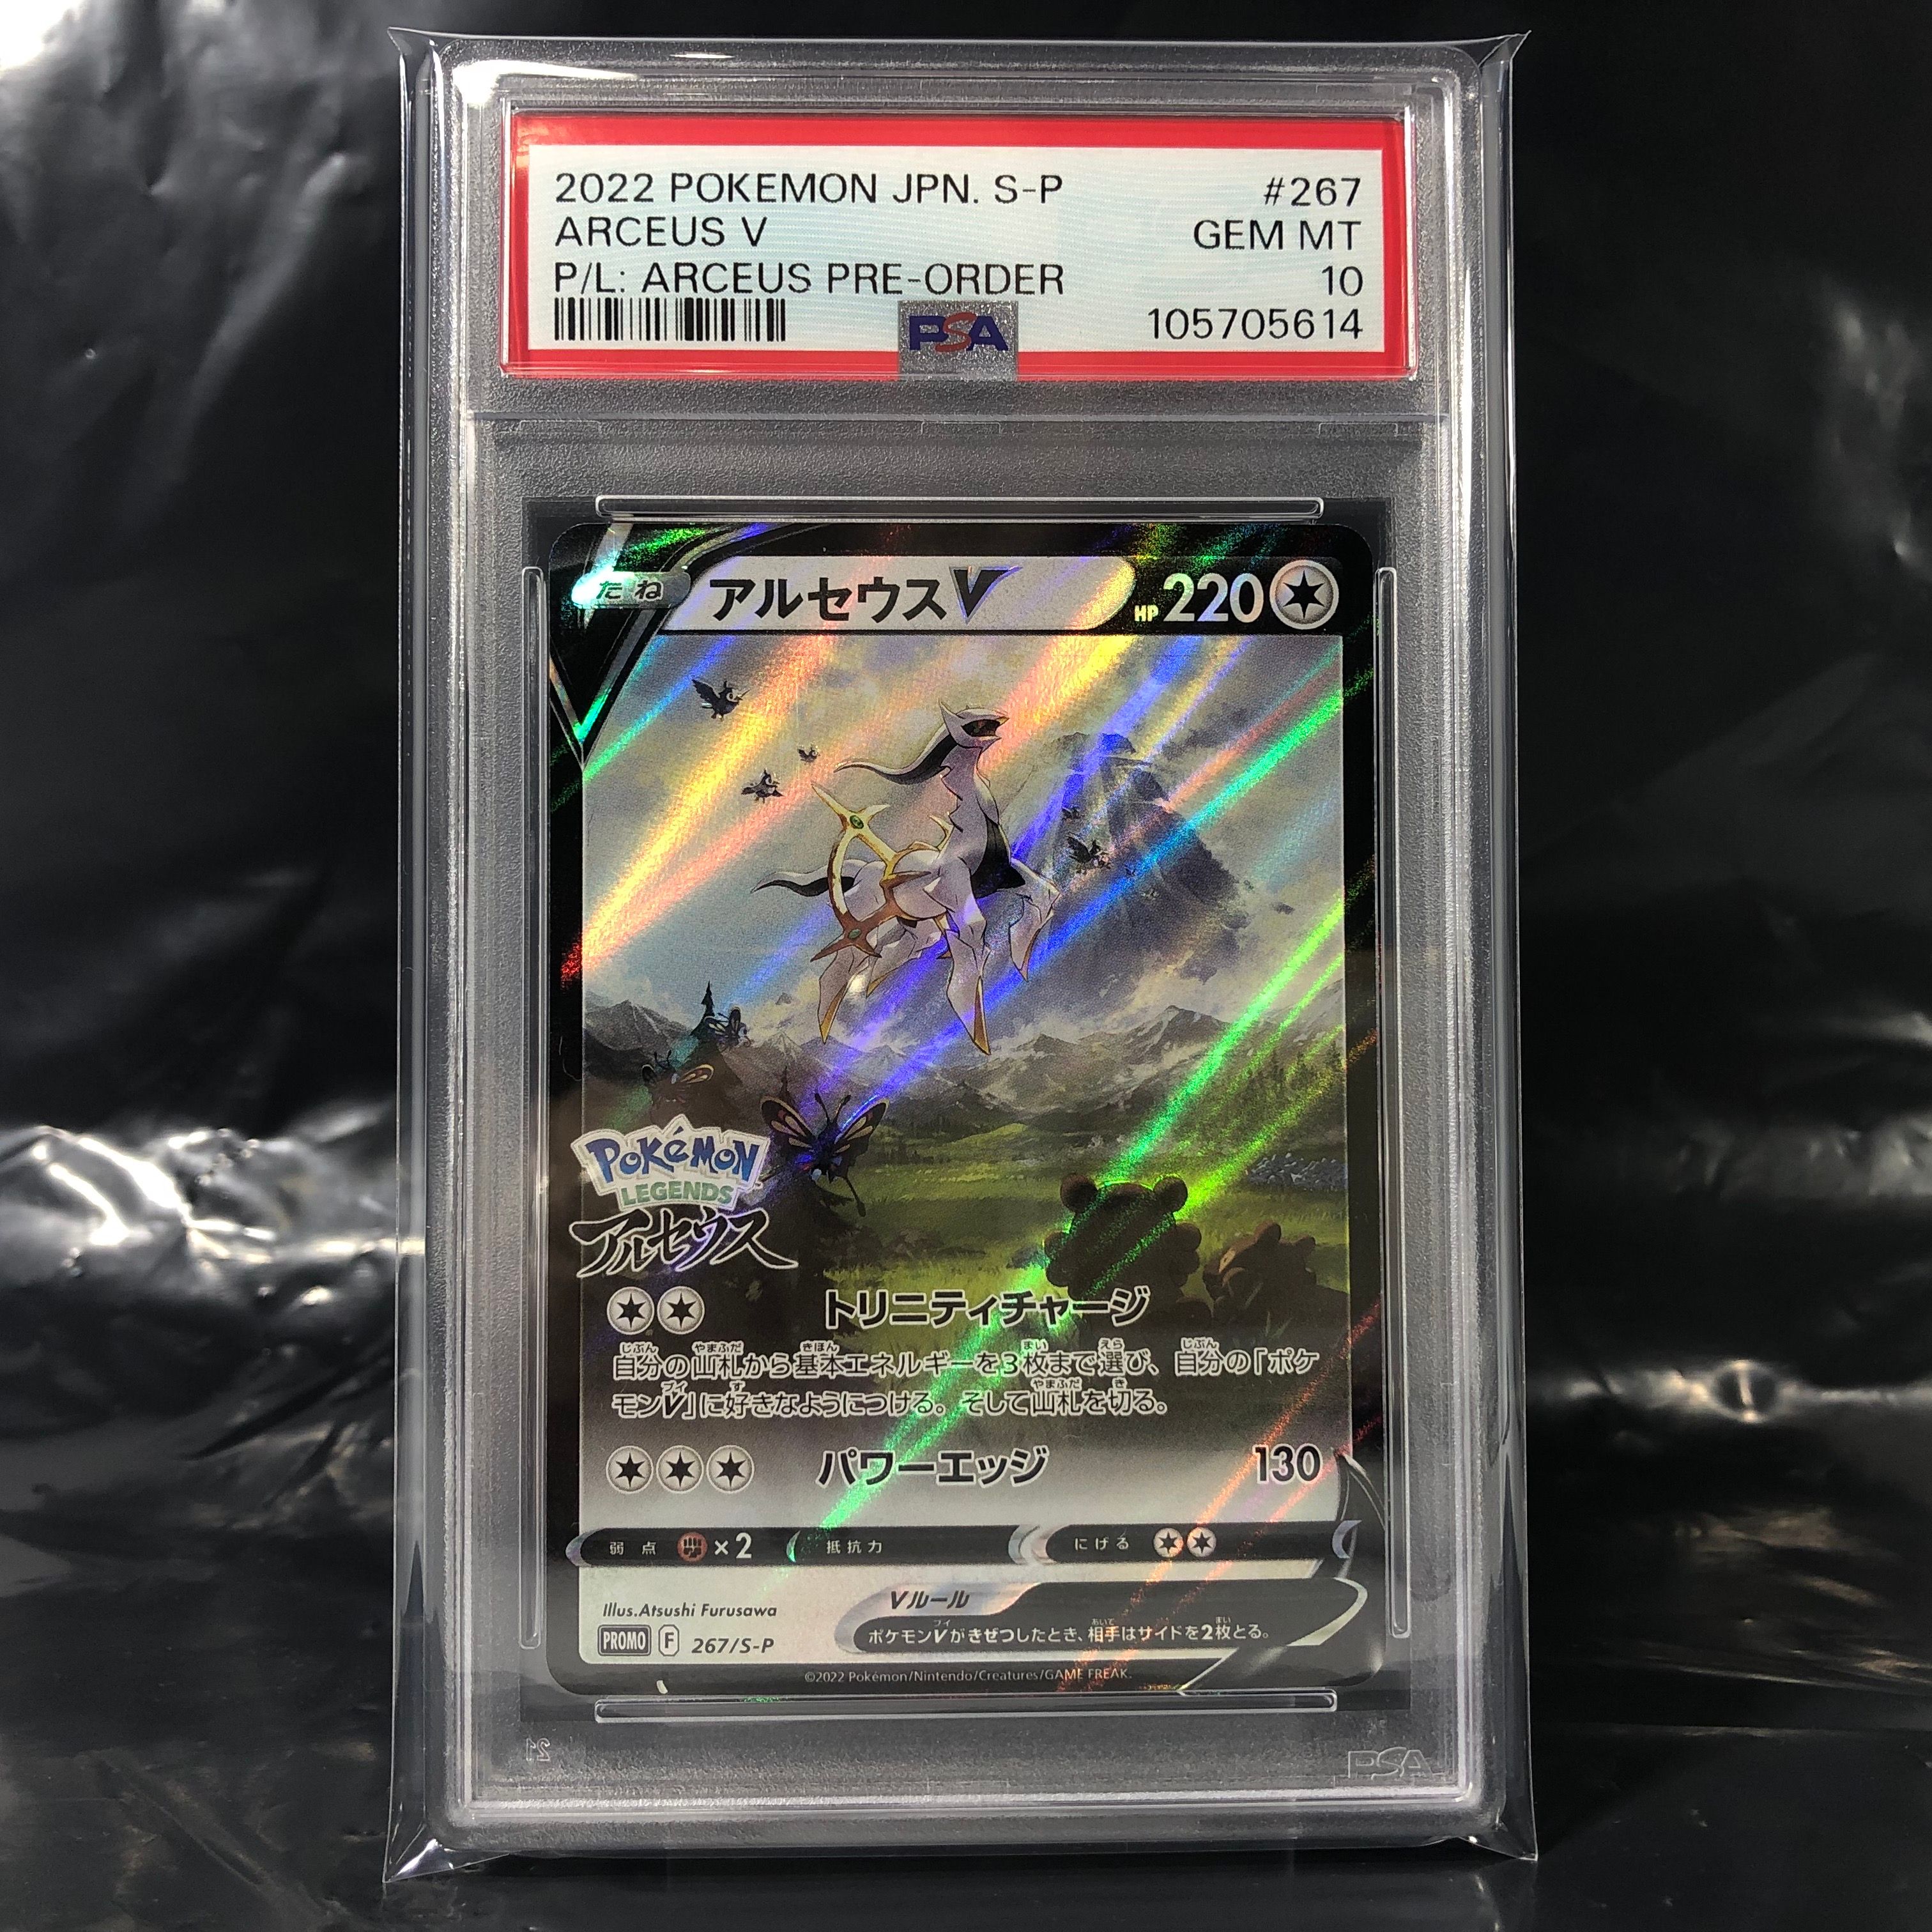 2022 POKEMON JPN. S-P #267
ARCEUS V GEM MT
P/L: ARCEUS PRE-ORDER 10
PSA 105705614
たね アルセウスV HP 220
POKéMON
LEGENDS
アルセウス
トリニティチャージ
自分の山札から基本エネルギーを3枚まで選び、自分の「ポケ
モンV」に好きなようにつける。そして山札を切る。
パワーエッジ 130
弱点 ×2 抵抗力 にげる
Illus.Atsushi Furusawa
Vルール
PROMO F 267/S-P
ポケモンVがきぜつしたとき、相手はサイドを2枚とる。
©2022 Pokémon/Nintendo/Creatures/GAME FREAK.
PSA